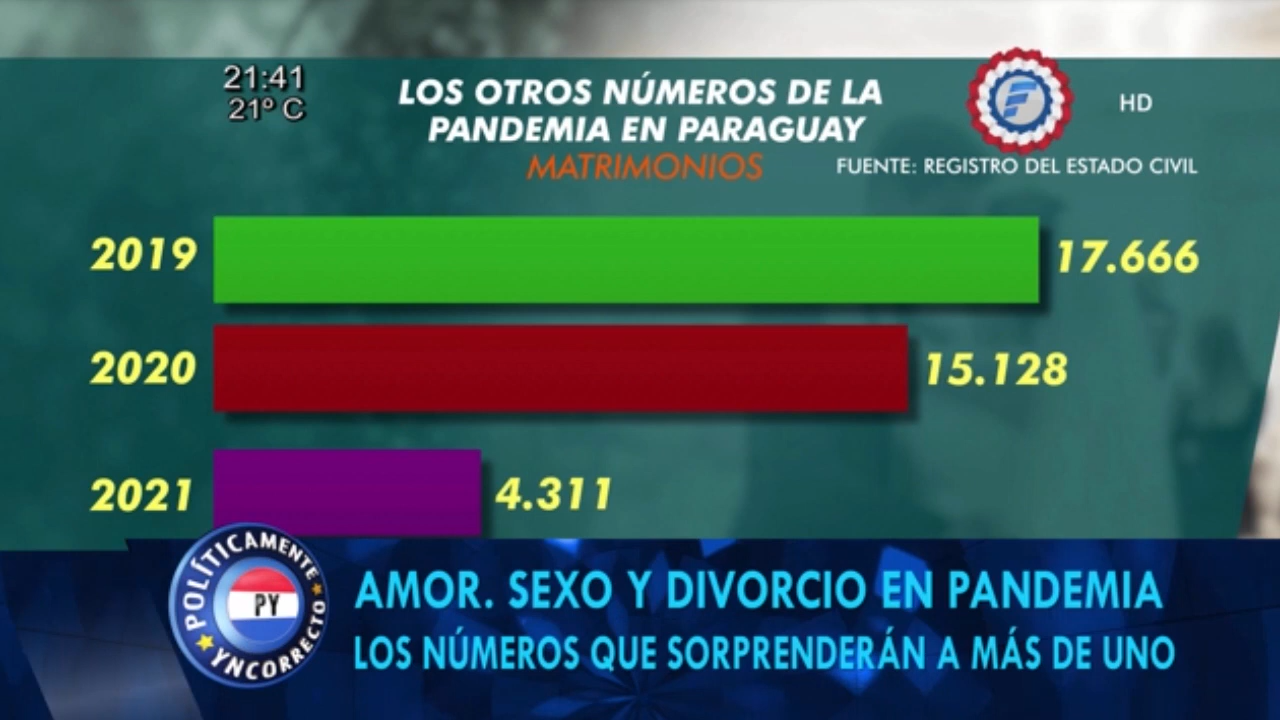 21:41
21º C
LOS OTROS NÚMEROS DE LA
PANDEMIA EN PARAGUAY
MATRIMONIOS
HD
FUENTE: REGISTRO DEL ESTADO CIVIL
2019 17.666
2020 15.128
2021 4.311
POLÍTICAMENTE
PY
YNCORRECTO
AMOR. SEXO Y DIVORCIO EN PANDEMIA
LOS NÚMEROS QUE SORPRENDERÁN A MÁS DE UNO